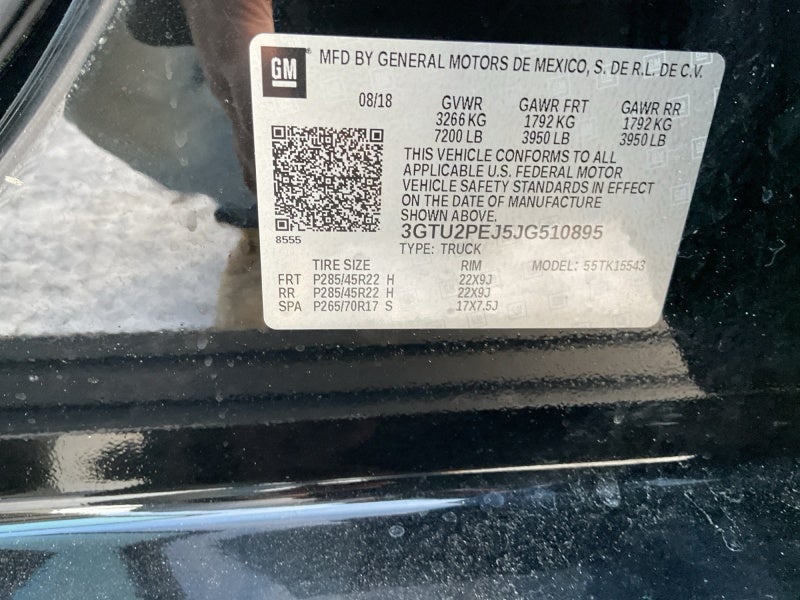 GM® MFD BY GENERAL MOTORS DE MEXICO, S. DE R.L. DE C.V.
08/18 GVWR GAWR FRT GAWR RR
3266 KG 1792 KG 1792 KG
7200 LB 3950 LB 3950 LB
THIS VEHICLE CONFORMS TO ALL
APPLICABLE U.S. FEDERAL MOTOR
VEHICLE SAFETY STANDARDS IN EFFECT
ON THE DATE OF MANUFACTURE
SHOWN ABOVE.
3GTU2PEJ5JG510895
8555
TYPE: TRUCK
TIRE SIZE RIM MODEL: 55TK15543
FRT P285/45R22 H 22X9J
RR P285/45R22 H 22X9J
SPA P265/70R17 S 17X7.5J